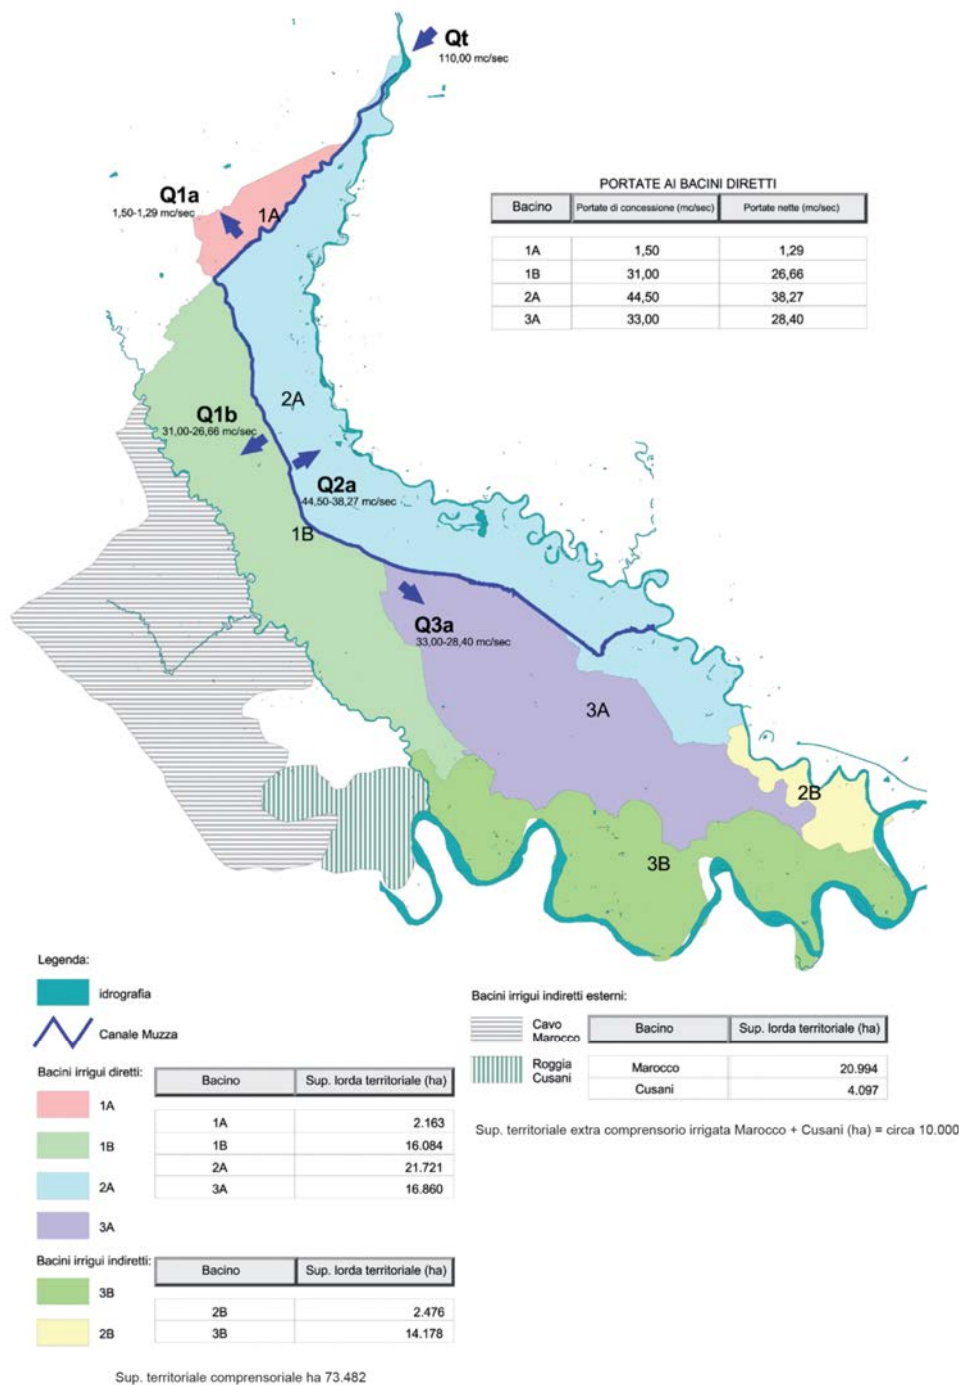 Qt
110,00 mc/sec
Q1a
1,50-1,29 mc/sec
1A
PORTATE AI BACINI DIRETTI
Bacino Portate di concessione (mc/sec) Portate nette (mc/sec)
1A 1,50 1,29
1B 31,00 26,66
2A 44,50 38,27
3A 33,00 28,40
2A
Q1b
31,00-26,66 mc/sec
Q2a
44,50-38,27 mc/sec
1B
Q3a
33,00-28,40 mc/sec
3A
2B
3B
Legenda:
idrografia
Canale Muzza
Bacini irrigui diretti:
1A
1B
2A
3A
Bacino Sup. lorda territoriale (ha)
1A 2.163
1B 16.084
2A 21.721
3A 16.860
Bacini irrigui indiretti:
3B
2B
Bacino Sup. lorda territoriale (ha)
2B 2.476
3B 14.178
Sup. territoriale comprensoriale ha 73.482
Bacini irrigui indiretti esterni:
Cavo
Marocco
Roggia
Cusani
Bacino Sup. lorda territoriale (ha)
Marocco 20.994
Cusani 4.097
Sup. territoriale extra comprensorio irrigata Marocco + Cusani (ha) = circa 10.000